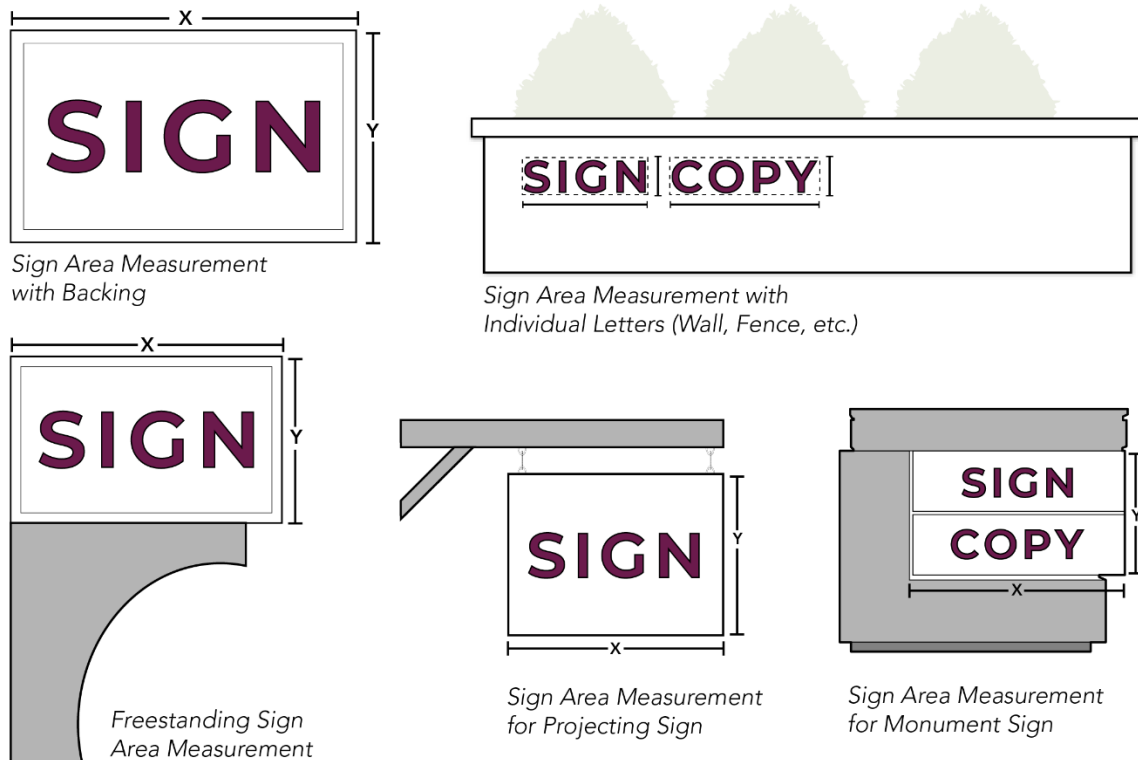 X
SIGN
Y
Sign Area Measurement
with Backing
SIGN COPY
Sign Area Measurement with
Individual Letters (Wall, Fence, etc.)
X
SIGN
Y
Freestanding Sign
Area Measurement
SIGN
Y
X
Sign Area Measurement
for Projecting Sign
SIGN
COPY
Y
X
Sign Area Measurement
for Monument Sign